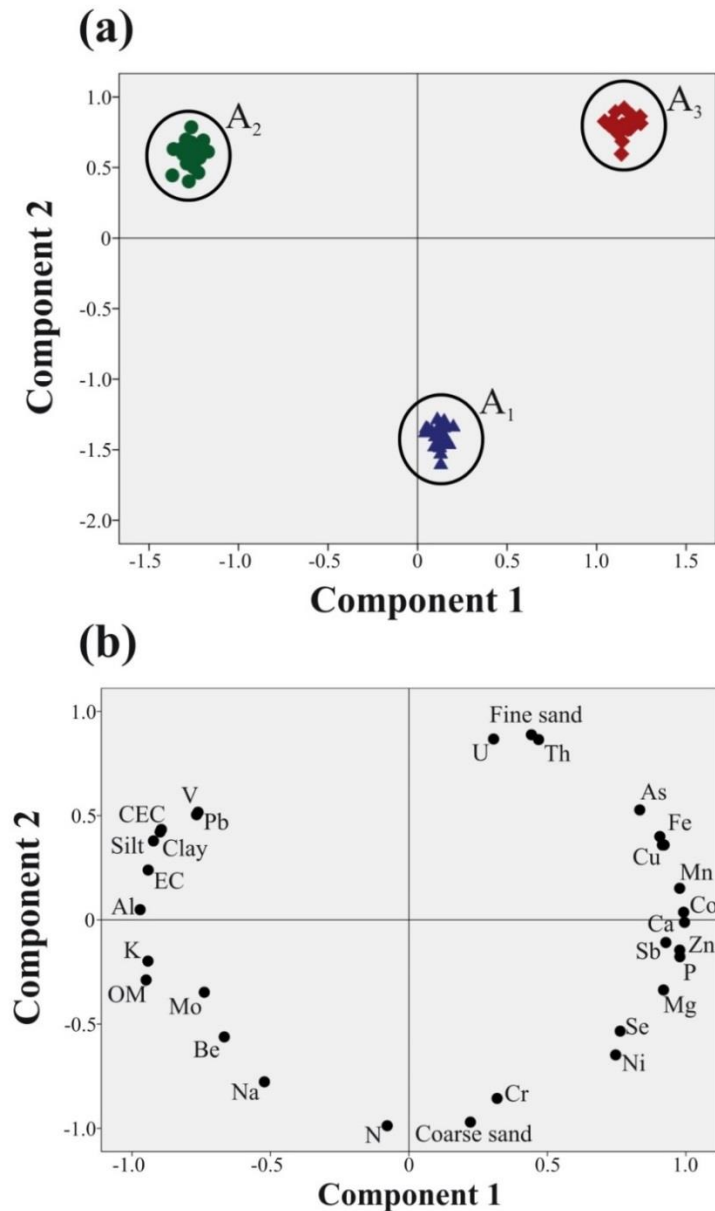 (a)
Component 2
1.0
0.5
0
-0.5
-1.0
-1.5
-2.0
A2
A3
A1
-1.5 -1.0 -0.5 0 0.5 1.0 1.5
Component 1
(b)
Component 2
1.0
0.5
0
-0.5
-1.0
Fine sand
U Th
As
V
Pb
CEC
Fe
Silt Clay
Cu
EC
Mn
Al
Co
Ca
Zn
K
Sb
P
OM
Mo
Mg
Be
Se
Ni
Na
Cr
N Coarse sand
-1.0 -0.5 0 0.5 1.0
Component 1